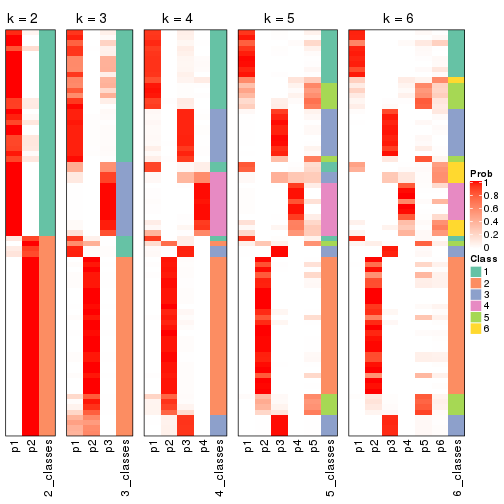 k = 2
k = 3
k = 4
k = 5
k = 6
p1
p2
2_classes
p1
p2
p3
3_classes
p1
p2
p3
p4
4_classes
p1
p2
p3
p4
p5
5_classes
p1
p2
p3
p4
p5
p6
6_classes
Prob
1
0.8
0.6
0.4
0.2
0
Class
1
2
3
4
5
6